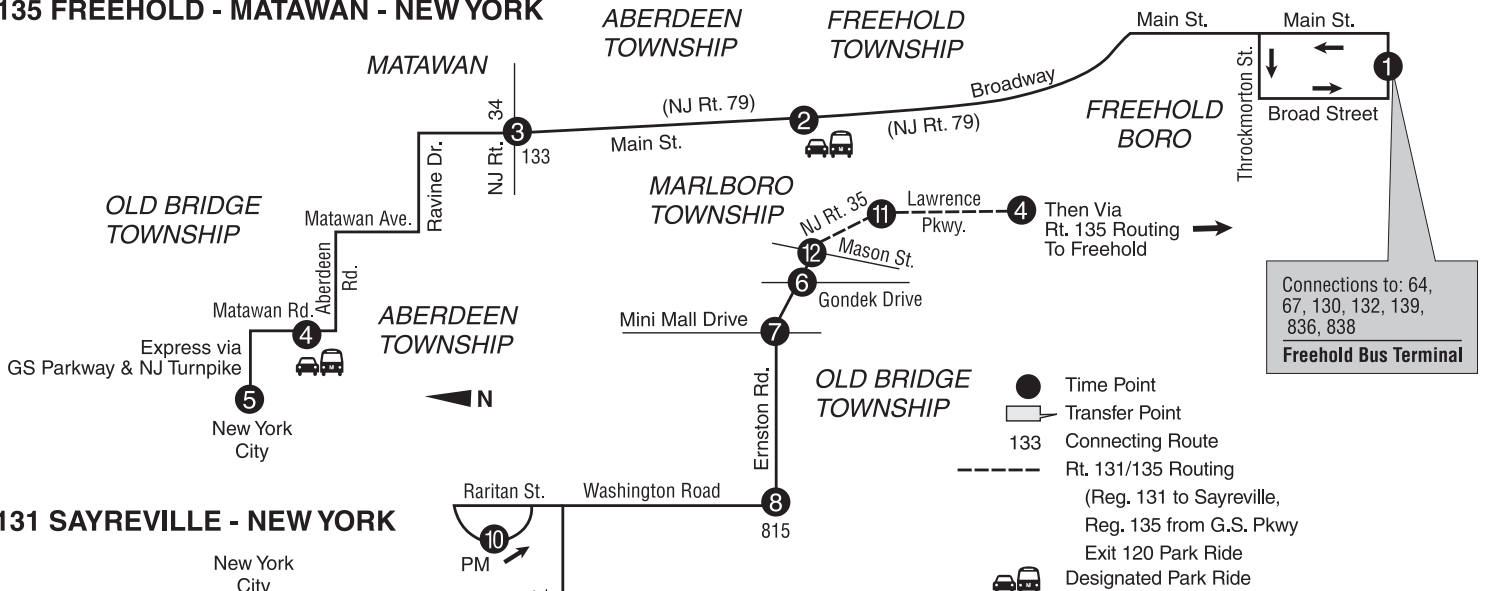 135 FREEHOLD - MATAWAN - NEW YORK
ABERDEEN
TOWNSHIP
FREEHOLD
TOWNSHIP
Main St.
Main St.
MATAWAN
Broadway
Throckmorton St.
1
(NJ Rt. 79)
2
(NJ Rt. 79)
FREEHOLD
BORO
Broad Street
NJ Rt. 34
3
133
Main St.
Ravine Dr.
MARLBORO
TOWNSHIP
OLD BRIDGE
TOWNSHIP
Matawan Ave.
NJ Rt. 35
11
Lawrence
Pkwy.
4
Then Via
Rt. 135 Routing
To Freehold
12
Mason St.
Aberdeen
Rd.
6
Gondek Drive
Connections to: 64,
67, 130, 132, 139,
836, 838
Freehold Bus Terminal
Matawan Rd.
4
ABERDEEN
TOWNSHIP
Mini Mall Drive
7
Express via
GS Parkway & NJ Turnpike
5
New York
City
N
Ernston Rd.
OLD BRIDGE
TOWNSHIP
Time Point
Transfer Point
133 Connecting Route
Rt. 131/135 Routing
(Reg. 131 to Sayreville,
Reg. 135 from G.S. Pkwy
Exit 120 Park Ride
Designated Park Ride
Raritan St.
Washington Road
8
815
131 SAYREVILLE - NEW YORK
10
PM
New York
City